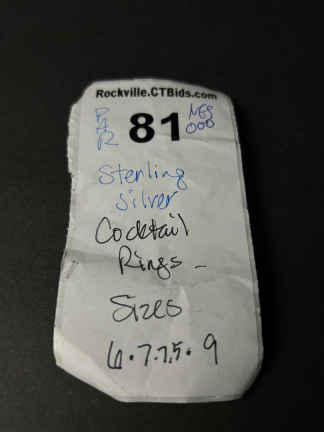 Rockville.CTBids.com
81
Sterling
Silver
Cocktail
Rings -
Sizes
6.7.7.5.9